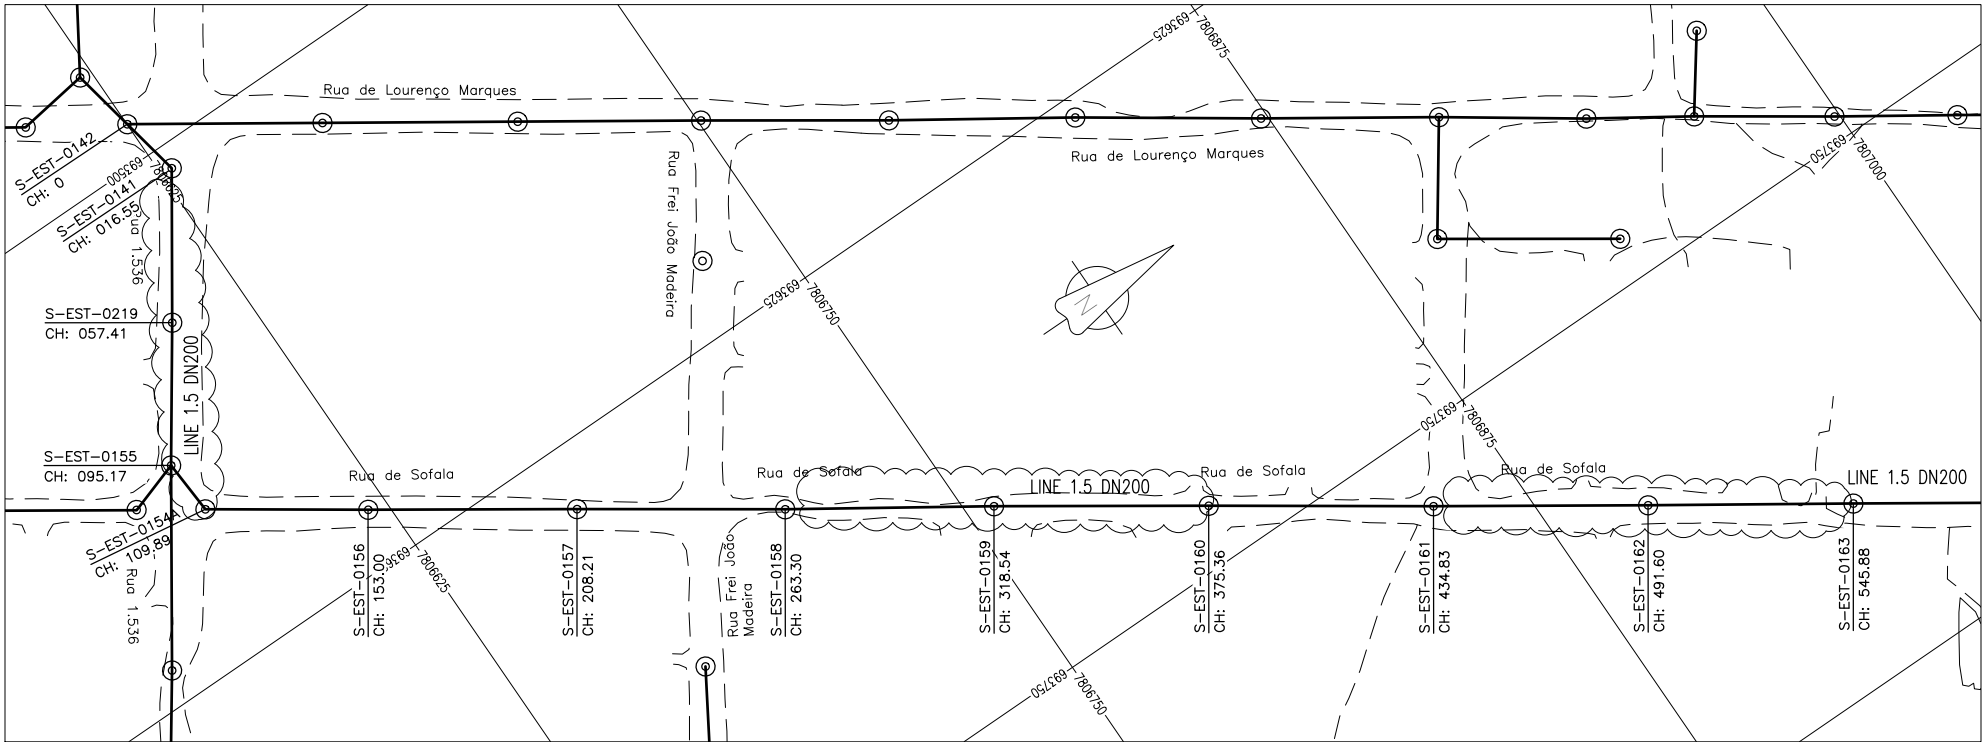 693625
7806875
Rua de Lourenço Marques
Rua de Lourenço Marques
S-EST-0142
CH: 0
693500
7806625
S-EST-0141
CH: 016.55
Rua 1.536
Rua Frei João Madeira
693750
7807000
693625
7806750
N
S-EST-0219
CH: 057.41
LINE 1.5 DN200
693750
7806875
S-EST-0155
CH: 095.17
Rua de Sofala
Rua de Sofala
LINE 1.5 DN200
Rua de Sofala
Rua de Sofala
LINE 1.5 DN200
S-EST-0154A
CH: 109,89
Rua 1.536
S-EST-0156
CH: 153.00
693625
7806625
S-EST-0157
CH: 208.21
Rua Frei João
Madeira
S-EST-0158
CH: 263.30
S-EST-0159
CH: 318.54
S-EST-0160
CH: 375.36
S-EST-0161
CH: 434.83
S-EST-0162
CH: 491.60
S-EST-0163
CH: 545.88
693750
7806750